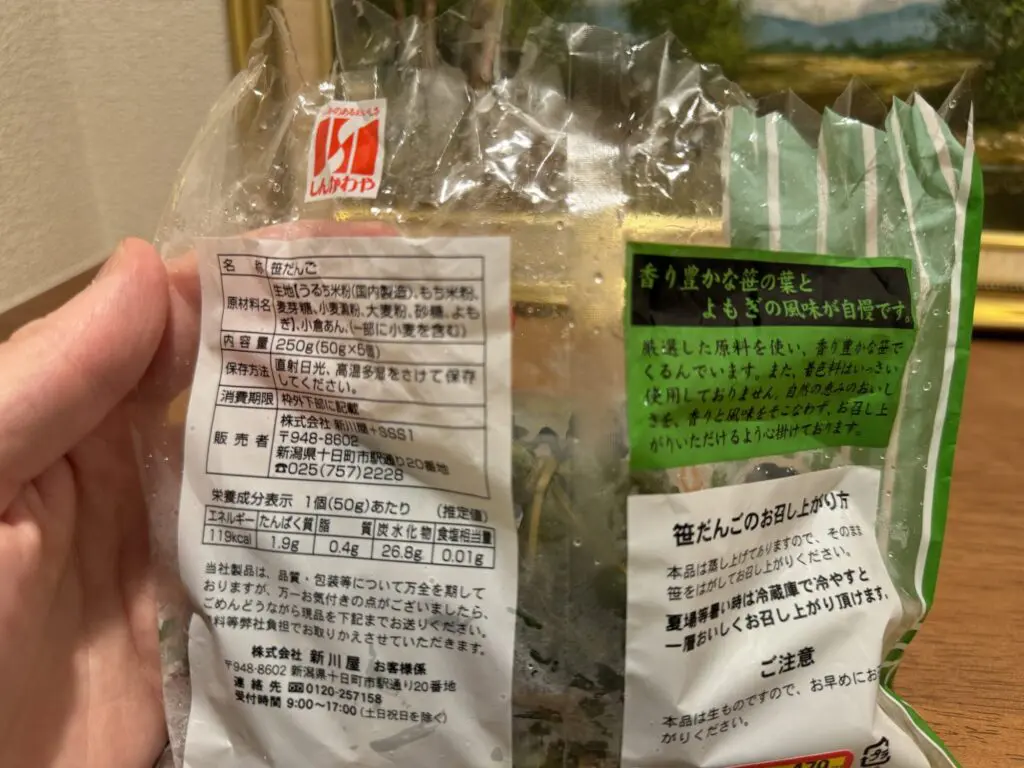 しんかわや
名 称 笹だんご
原材料名 生地【うるち米粉(国内製造)、もち米粉、
麦芽糖、小麦澱粉、大麦粉、砂糖、よも
ぎ】、小倉あん、(一部に小麦を含む)
内容量 250g(50g×5個)
保存方法 直射日光、高温多湿をさけて保存
してください。
消費期限 枠外下部に記載
販売者 株式会社 新川屋+SGS1
〒948-8602
新潟県十日町市駅通り20番地
☎025(757)2228
栄養成分表示 1個(50g)あたり (推定値)
エネルギー たんぱく質 脂質 炭水化物 食塩相当量
119kcal 1.9g 0.4g 26.8g 0.01g
当社製品は、品質・包装等について万全を期して
おりますが、万一お気付きの点がございましたら、
ごめんどうながら現品を下記までお送りください。
料等弊社負担でお取りかえさせていただきます。
株式会社 新川屋 お客様係
〒948-8602 新潟県十日町市駅通り20番地
連絡先 0120-257158
受付時間 9:00〜17:00(土日祝日を除く)
香り豊かな笹の葉と
よもぎの風味が自慢です。
厳選した原料を使い、香り豊かな笹で
くるんでいます。また、着色料はいっさい
使用しておりません。自然の恵みのおいし
さを、香りと風味をそこなわず、お召し上
がりいただけるよう心掛けております。
笹だんごのお召し上がり方
本品は蒸し上げてありますので、そのまま
笹をはがしてお召し上がりください。
夏場等暑い時は冷蔵庫で冷やすと
一層おいしくお召し上がり頂けます。
ご注意
本品は生ものですので、お早めにお
がりください。